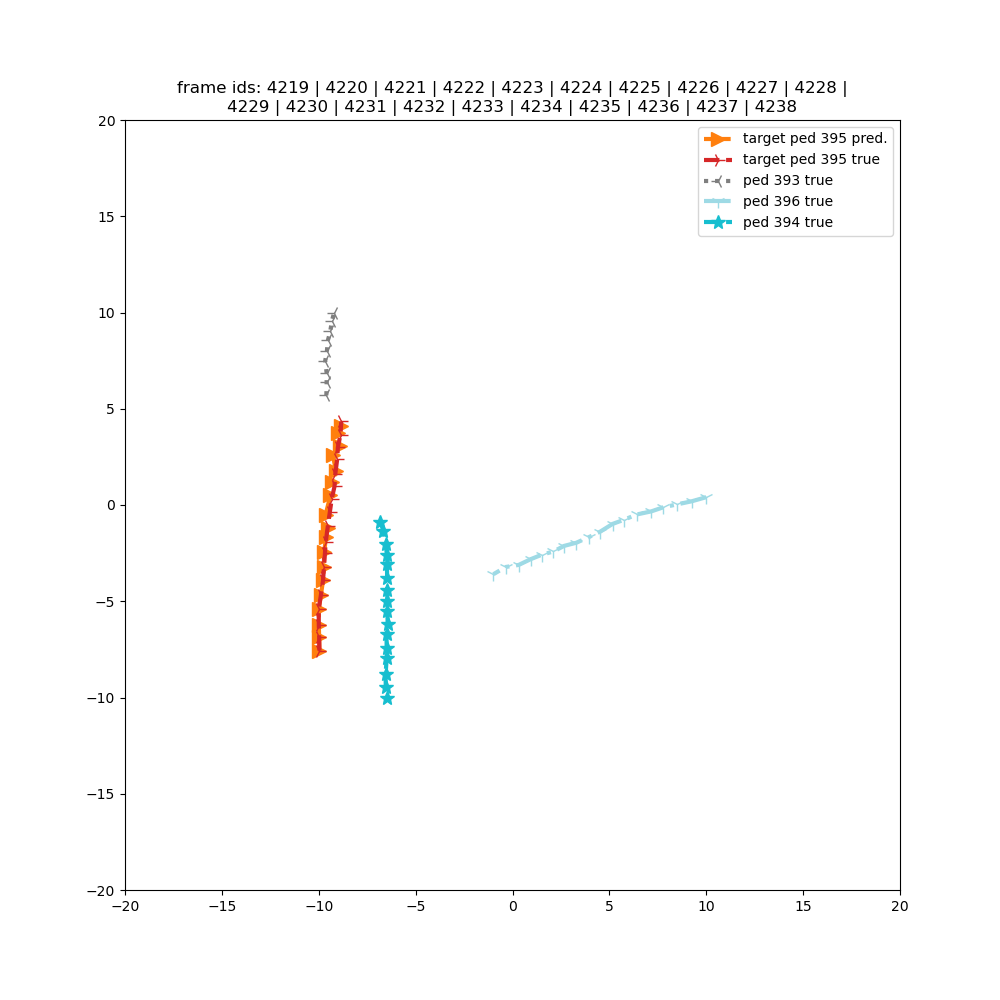 frame ids: 4219 | 4220 | 4221 | 4222 | 4223 | 4224 | 4225 | 4226 | 4227 | 4228 |
4229 | 4230 | 4231 | 4232 | 4233 | 4234 | 4235 | 4236 | 4237 | 4238
target ped 395 pred.
target ped 395 true
ped 393 true
ped 396 true
ped 394 true
20
15
10
5
0
−5
−10
−15
−20
−20 −15 −10 −5 0 5 10 15 20